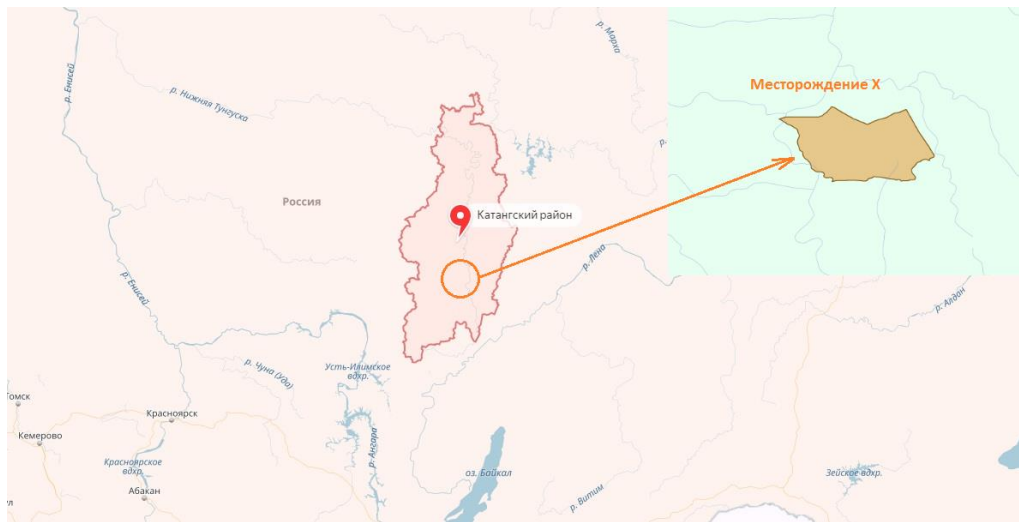 р. Енисей
р. Нижняя Тунгуска
р. Марха
Месторождение X
Россия
Катангский район
р. Лена
р. Енисей
р. Алдан
р. Чуна (Уда)
Усть-Илимское
вдхр.
Томск
Красноярск
Кемерово
р. Ангара
Красноярское
вдхр.
оз. Байкал
Зейское вдхр.
Абакан
р. Витим